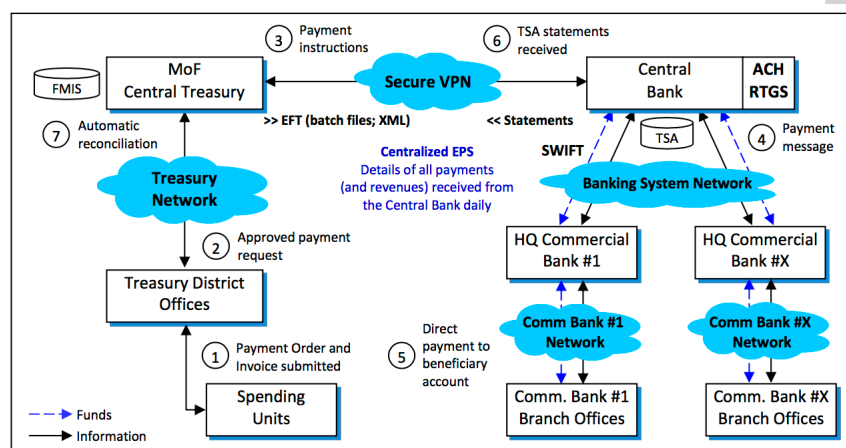 3
Payment
instructions
6
TSA statements
received
MoF
Central Treasury
FMIS
Secure VPN
Central
Bank
ACH
RTGS
>> EFT (batch files; XML)
<< Statements
7
Automatic
reconciliation
TSA
4
Payment
message
Centralized EPS
Details of all payments
(and revenues) received from
the Central Bank daily
SWIFT
Treasury
Network
Banking System Network
2
Approved payment
request
HQ Commercial
Bank #1
HQ Commercial
Bank #X
Treasury District
Offices
Comm Bank #1
Network
Comm Bank #X
Network
1
Payment Order and
Invoice submitted
5
Direct
payment to
beneficiary
account
Spending
Units
Comm. Bank #1
Branch Offices
Comm. Bank #X
Branch Offices
Funds
Information